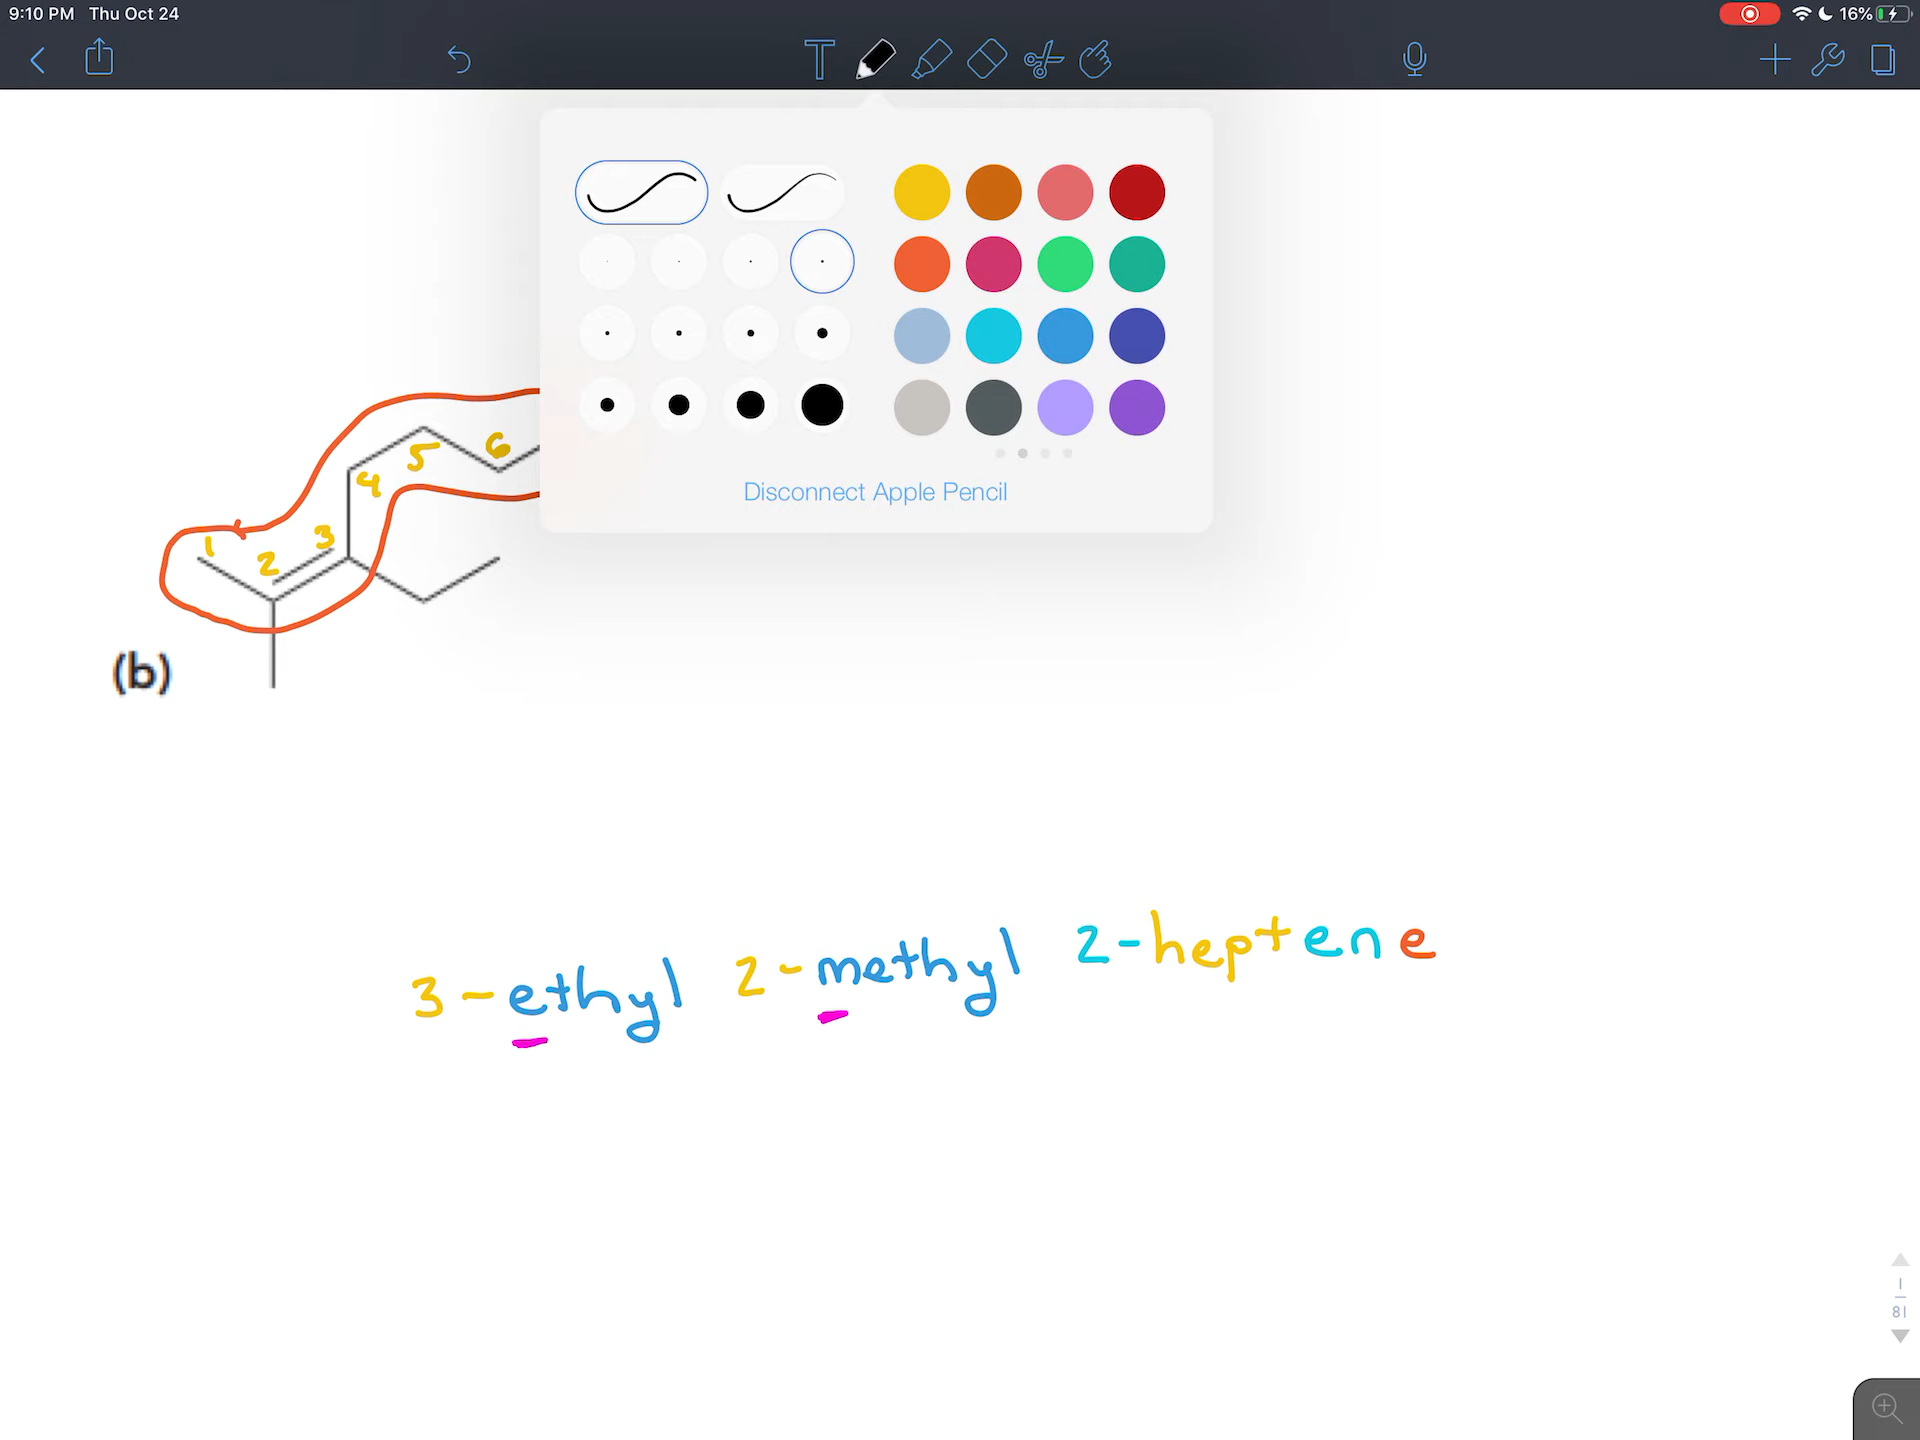 9:10 PM Thu Oct 24
16%
Disconnect Apple Pencil
1 2 3 4 5 6
(b)
3-ethyl 2-methyl 2-heptene
1
81